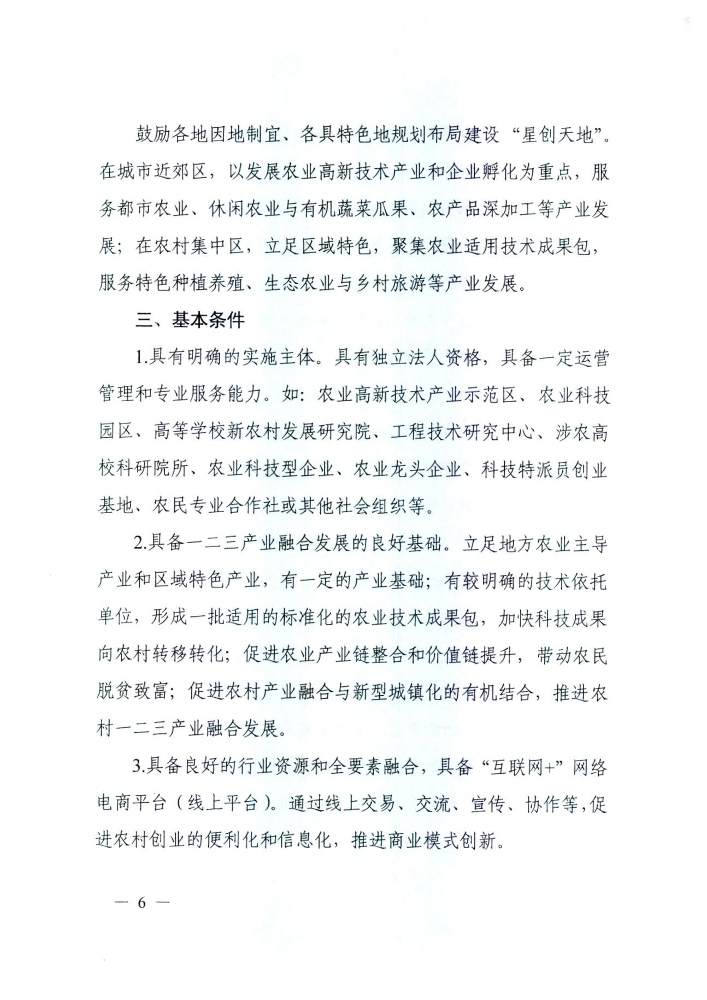 鼓励各地因地制宜、各具特色地规划布局建设“星创天地”。
在城市近郊区，以发展农业高新技术产业和企业孵化为重点，服
务都市农业、休闲农业与有机蔬菜瓜果、农产品深加工等产业发
展；在农村集中区，立足区域特色，聚集农业适用技术成果包，
服务特色种植养殖、生态农业与乡村旅游等产业发展。
三、基本条件
1.具有明确的实施主体。具有独立法人资格，具备一定运营
管理和专业服务能力。如：农业高新技术产业示范区、农业科技
园区、高等学校新农村发展研究院、工程技术研究中心、涉农高
校科研院所、农业科技型企业、农业龙头企业、科技特派员创业
基地、农民专业合作社或其他社会组织等。
2.具备一二三产业融合发展的良好基础。立足地方农业主导
产业和区域特色产业，有一定的产业基础；有较明确的技术依托
单位，形成一批适用的标准化的农业技术成果包，加快科技成果
向农村转移转化；促进农业产业链整合和价值链提升，带动农民
脱贫致富；促进农村产业融合与新型城镇化的有机结合，推进农
村一二三产业融合发展。
3.具备良好的行业资源和全要素融合，具备“互联网+”网络
电商平台（线上平台）。通过线上交易、交流、宣传、协作等，促
进农村创业的便利化和信息化，推进商业模式创新。
— 6 —